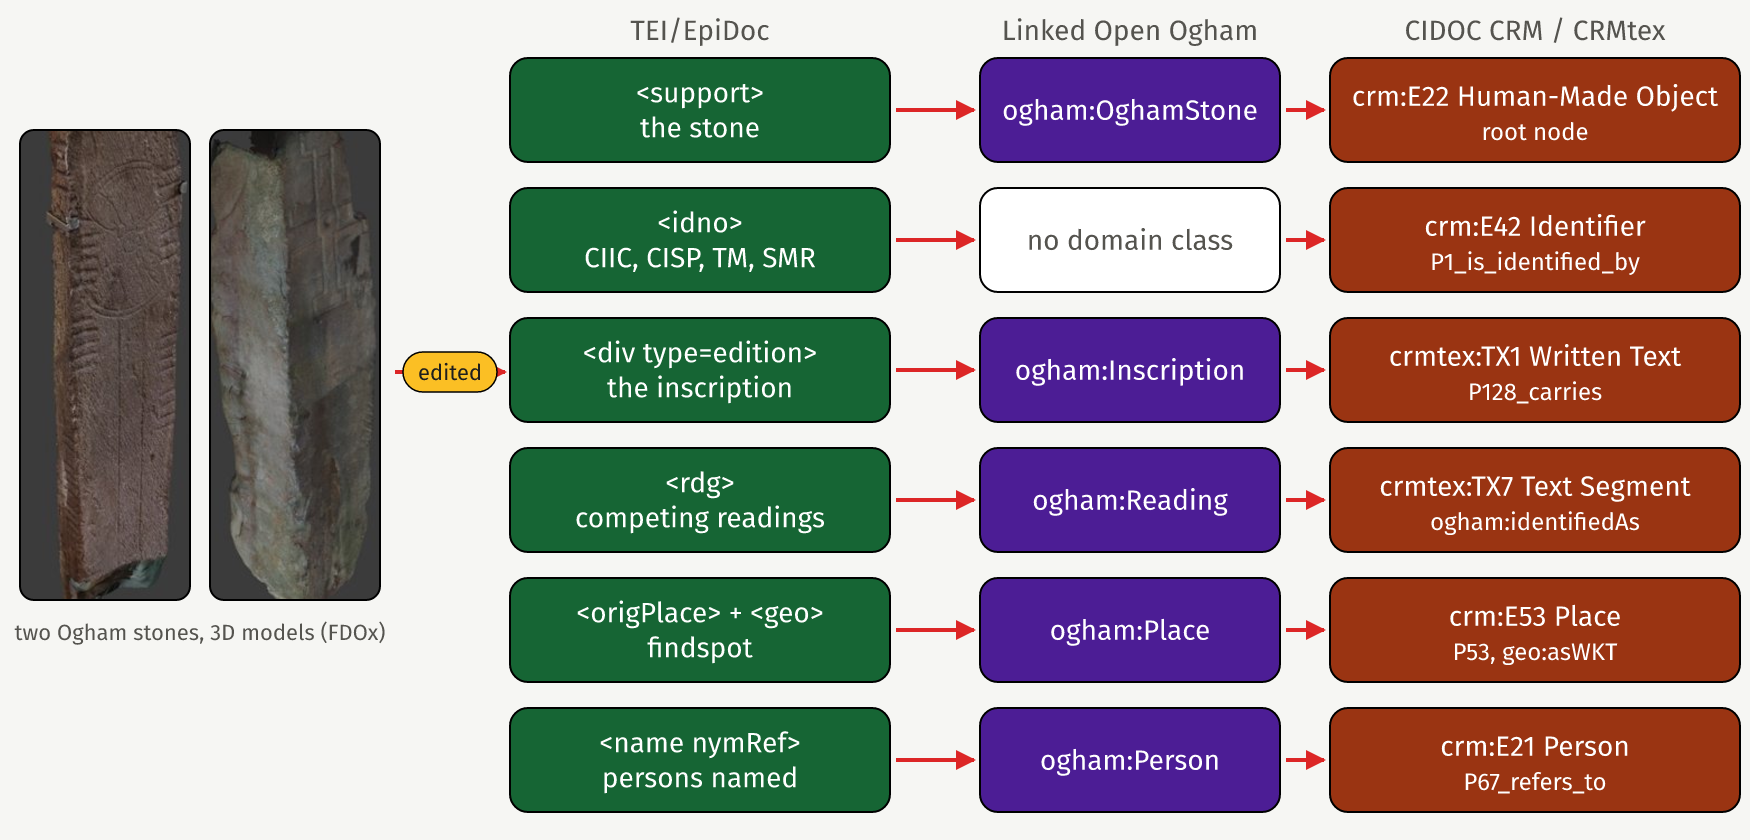 TEI/EpiDoc
Linked Open Ogham
CIDOC CRM / CRMtex
<support>
the stone
ogham:OghamStone
crm:E22 Human-Made Object
root node
<idno>
CIIC, CISP, TM, SMR
no domain class
crm:E42 Identifier
P1_is_identified_by
edited
<div type=edition>
the inscription
ogham:Inscription
crmtex:TX1 Written Text
P128_carries
<rdg>
competing readings
ogham:Reading
crmtex:TX7 Text Segment
ogham:identifiedAs
two Ogham stones, 3D models (FDOx)
<origPlace> + <geo>
findspot
ogham:Place
crm:E53 Place
P53, geo:asWKT
<name nymRef>
persons named
ogham:Person
crm:E21 Person
P67_refers_to